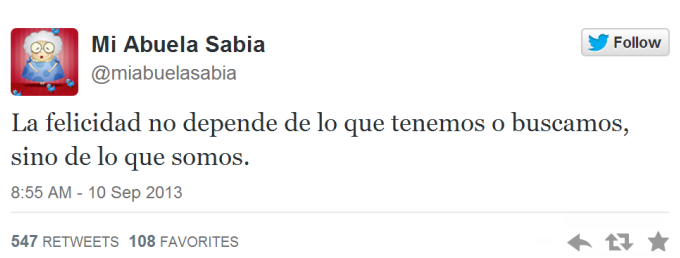 Mi Abuela Sabia
Follow
@miabuelasabia
La felicidad no depende de lo que tenemos o buscamos,
sino de lo que somos.
8:55 AM - 10 Sep 2013
547 RETWEETS 108 FAVORITES